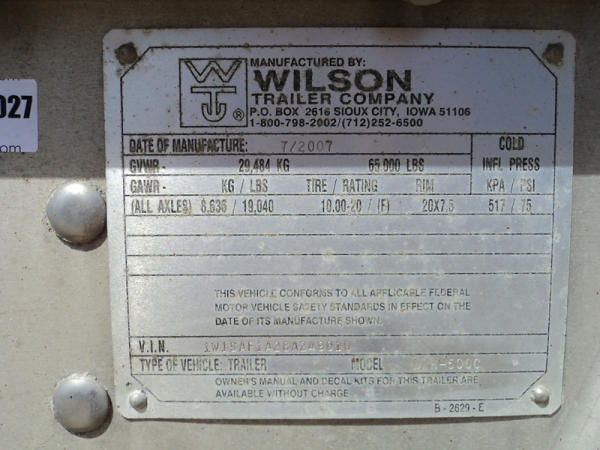 027
om
WTC ®
MANUFACTURED BY:
WILSON
TRAILER COMPANY
P.O. BOX 2616 SIOUX CITY, IOWA 51106
1-800-798-2002/(712)252-6500
DATE OF MANUFACTURE: 7/2007 COLD
GVWR - 29,484 KG 65 000 LBS INFL PRESS
GAWR - KG / LBS TIRE / RATING RIM KPA / PSI
(ALL AXLES) 8,636 / 19,040 10.00-20 / (F) 20X7.5 517 / 75
THIS VEHICLE CONFORMS TO ALL APPLICABLE FEDERAL
MOTOR VEHICLE SAFETY STANDARDS IN EFFECT ON THE
DATE OF ITS MANUFACTURE SHOWN.
V.I.N.
TYPE OF VEHICLE: TRAILER MODEL
OWNER'S MANUAL AND DECAL KITS FOR THIS TRAILER ARE
AVAILABLE WITHOUT CHARGE
B - 2629 - E